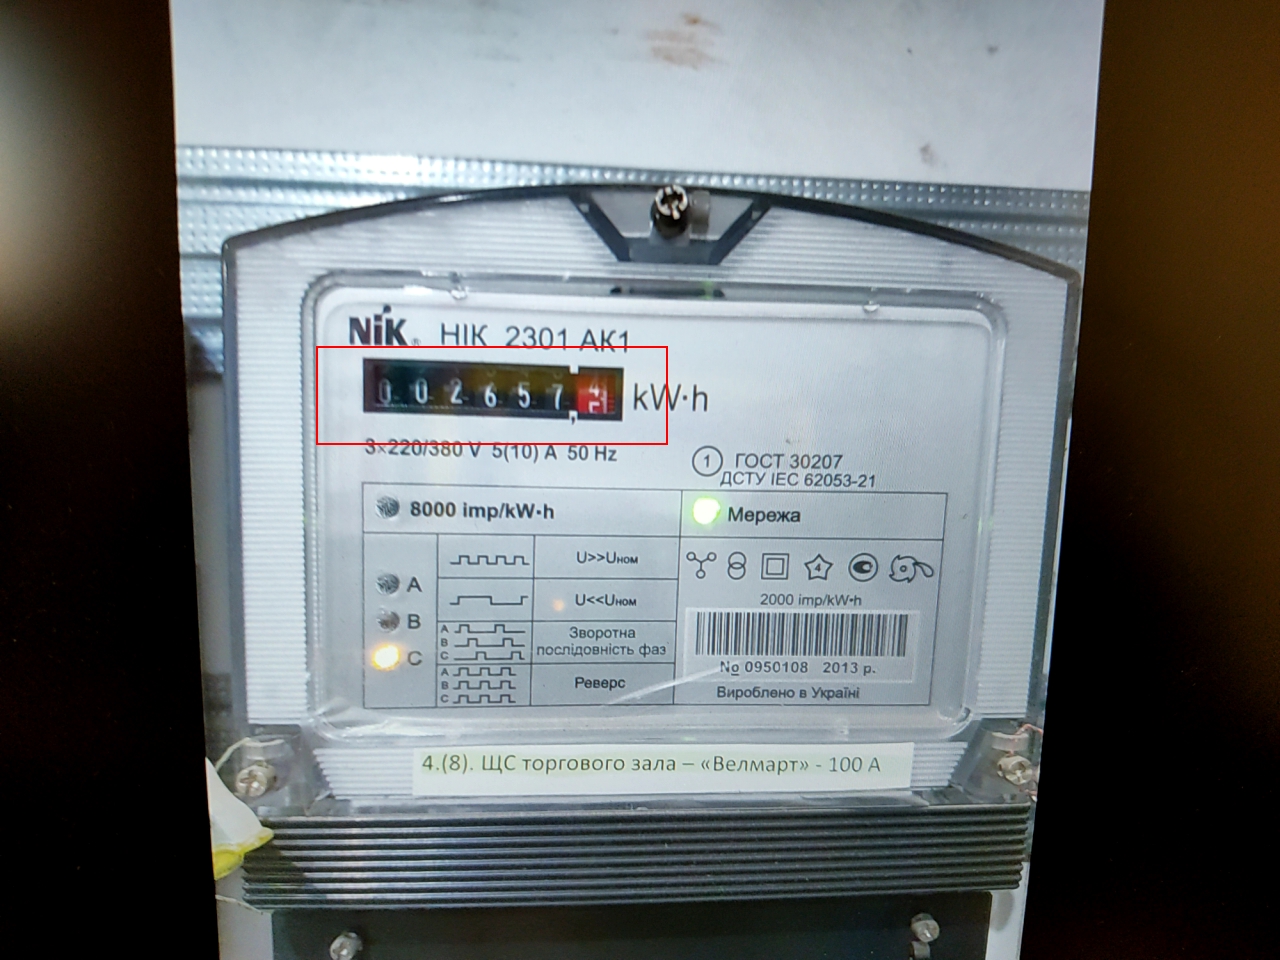 NiK® НІК 2301 АК1
002657 kW·h
3×220/380 V 5(10) A 50 Hz
1 ГОСТ 30207
ДСТУ IEC 62053-21
8000 imp/kW·h
Мережа
A
B
C
U>>Uном
U<<Uном
A
B
C
Зворотна
послідовність фаз
A
B
C
Реверс
4
2000 imp/kW·h
№ 0950108 2013 р.
Вироблено в Україні
4.(8). ЩС торгового зала – «Велмарт» - 100 А